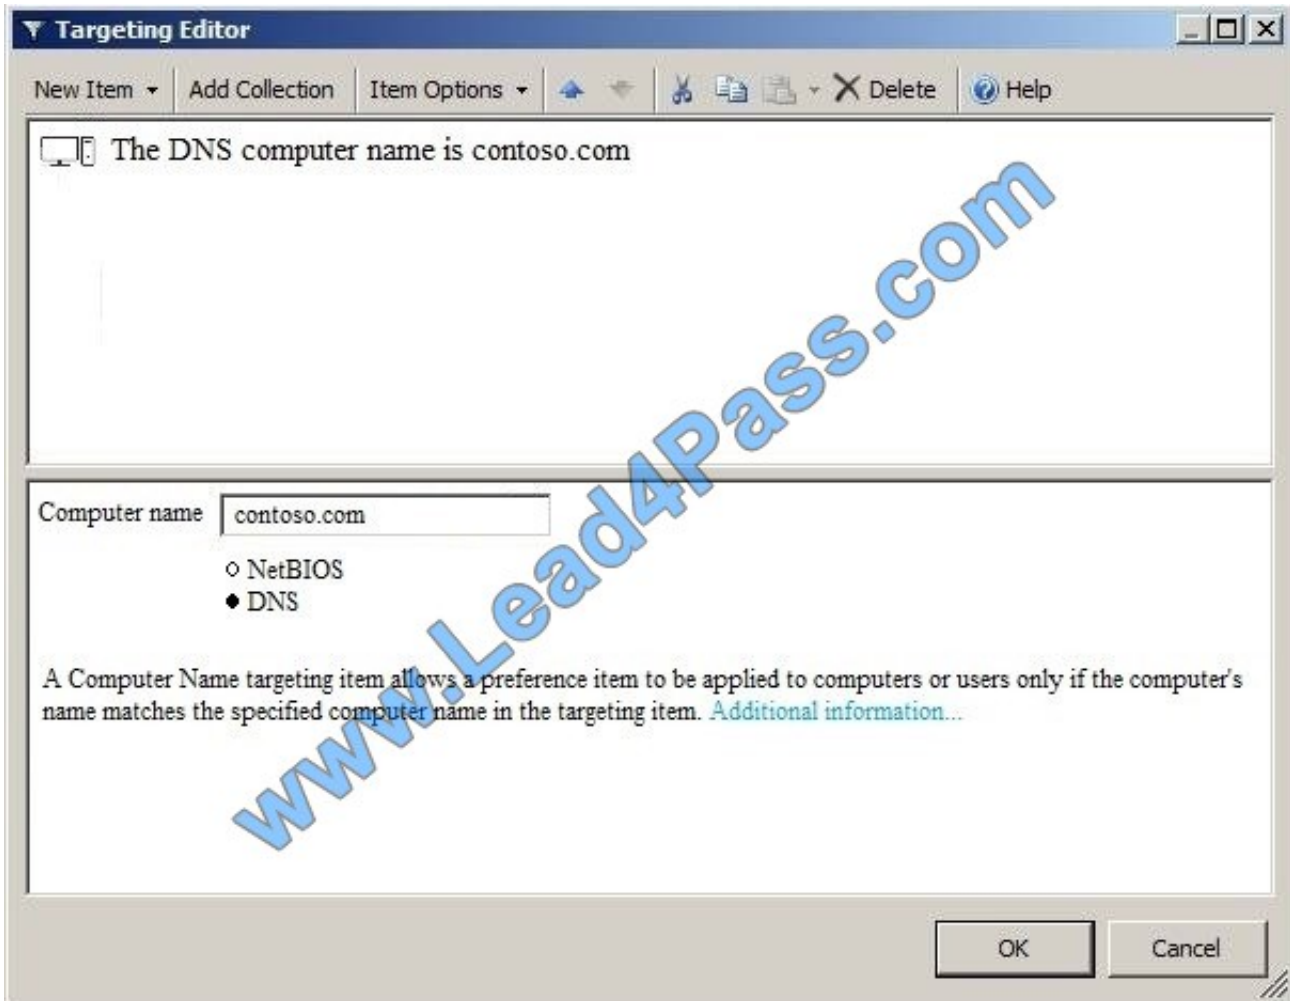 Targeting Editor
New Item Add Collection Item Options Delete Help
The DNS computer name is contoso.com
Computer name contoso.com
NetBIOS
DNS
A Computer Name targeting item allows a preference item to be applied to computers or users only if the computer's
name matches the specified computer name in the targeting item. Additional information...
www.Lead4Pass.com
OK Cancel